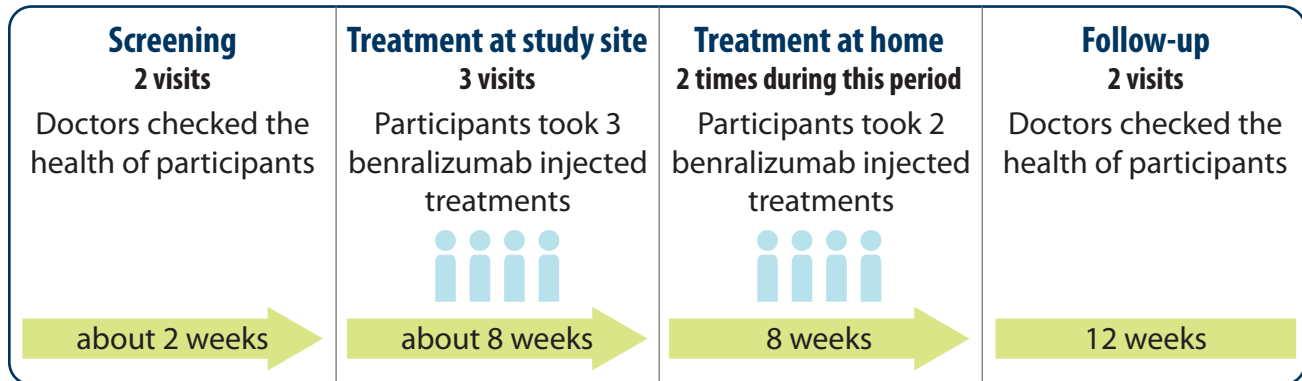 Screening
2 visits
Doctors checked the
health of participants
about 2 weeks
Treatment at study site
3 visits
Participants took 3
benralizumab injected
treatments
about 8 weeks
Treatment at home
2 times during this period
Participants took 2
benralizumab injected
treatments
8 weeks
Follow-up
2 visits
Doctors checked the
health of participants
12 weeks